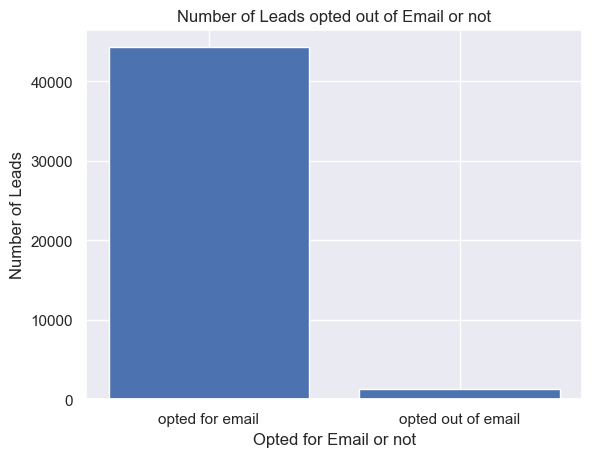 Number of Leads opted out of Email or not
Number of Leads
40000
30000
20000
10000
0
opted for email
opted out of email
Opted for Email or not